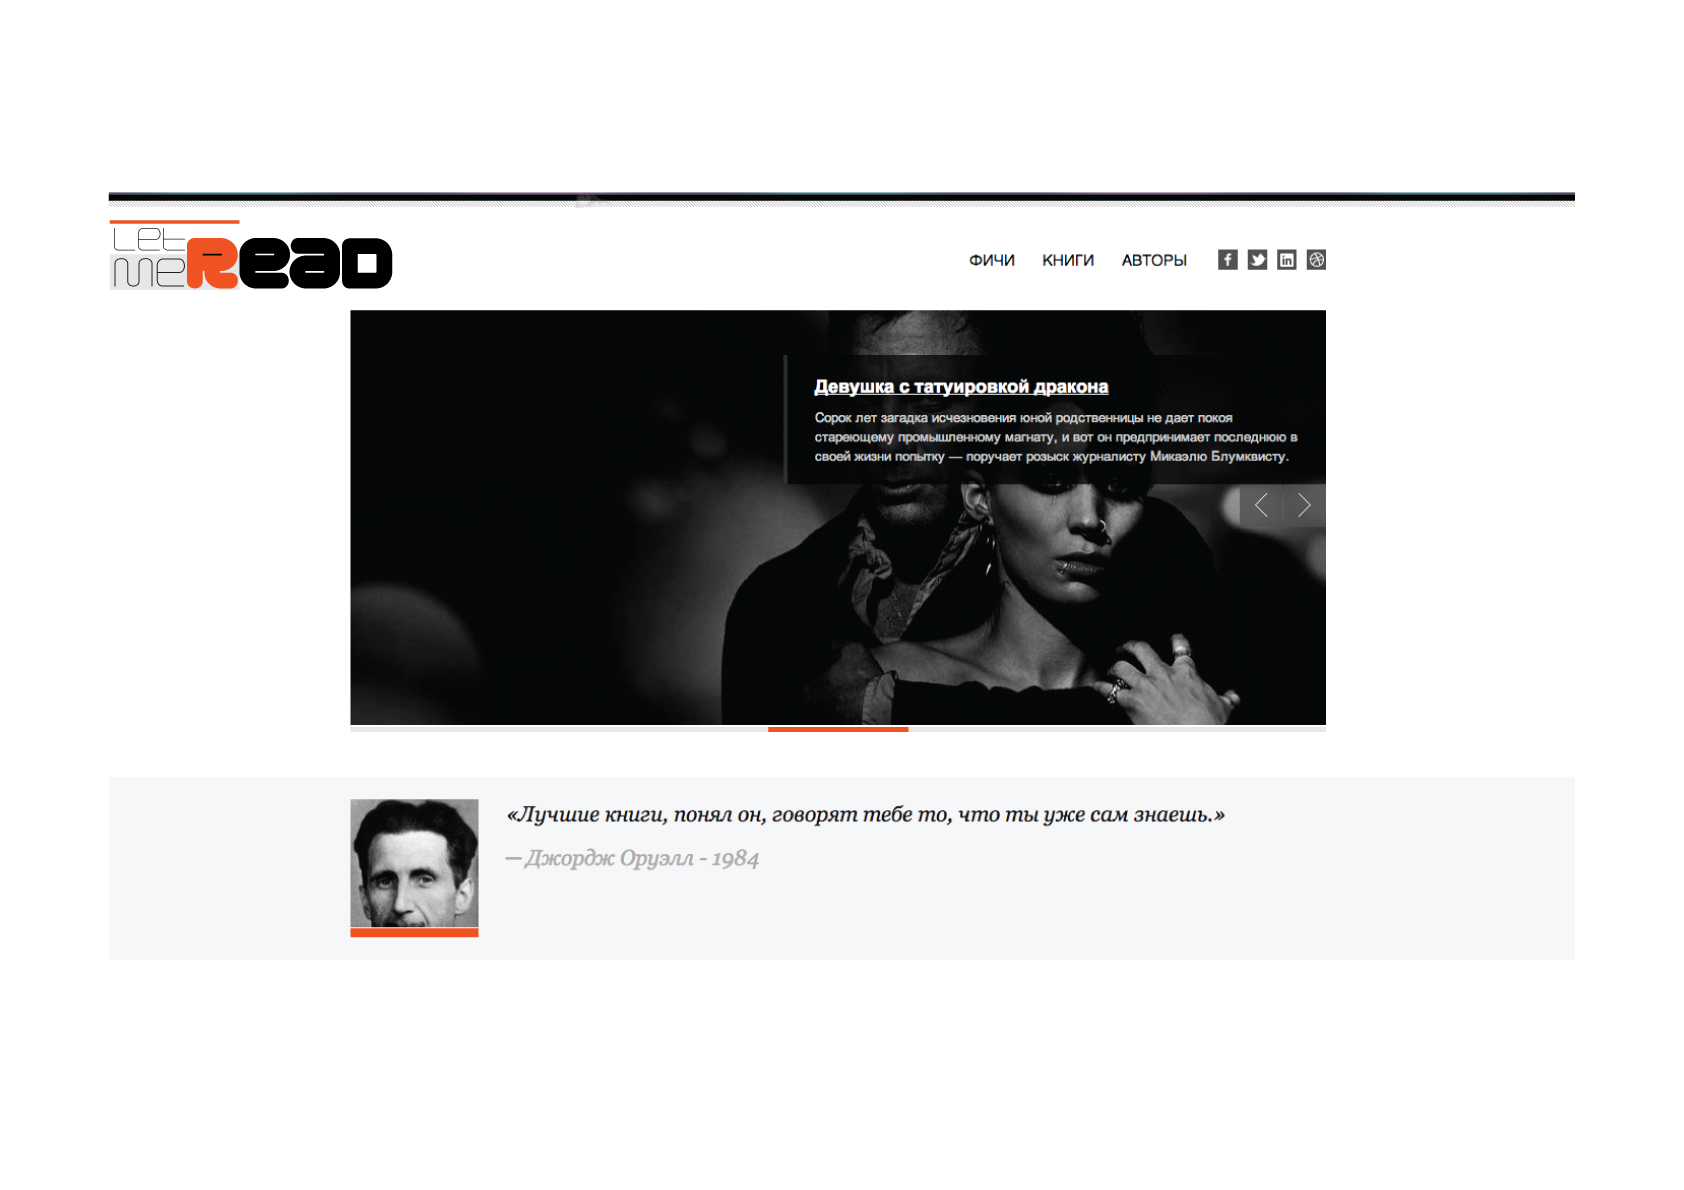 Let
me Read
ФИЧИ КНИГИ АВТОРЫ
Девушка с татуировкой дракона
Сорок лет загадка исчезновения юной родственницы не дает покоя
стареющему промышленному магнату, и вот он предпринимает последнюю в
своей жизни попытку — поручает розыск журналисту Микаэлю Блумквисту.
«Лучшие книги, понял он, говорят тебе то, что ты уже сам знаешь.»
— Джордж Оруэлл - 1984